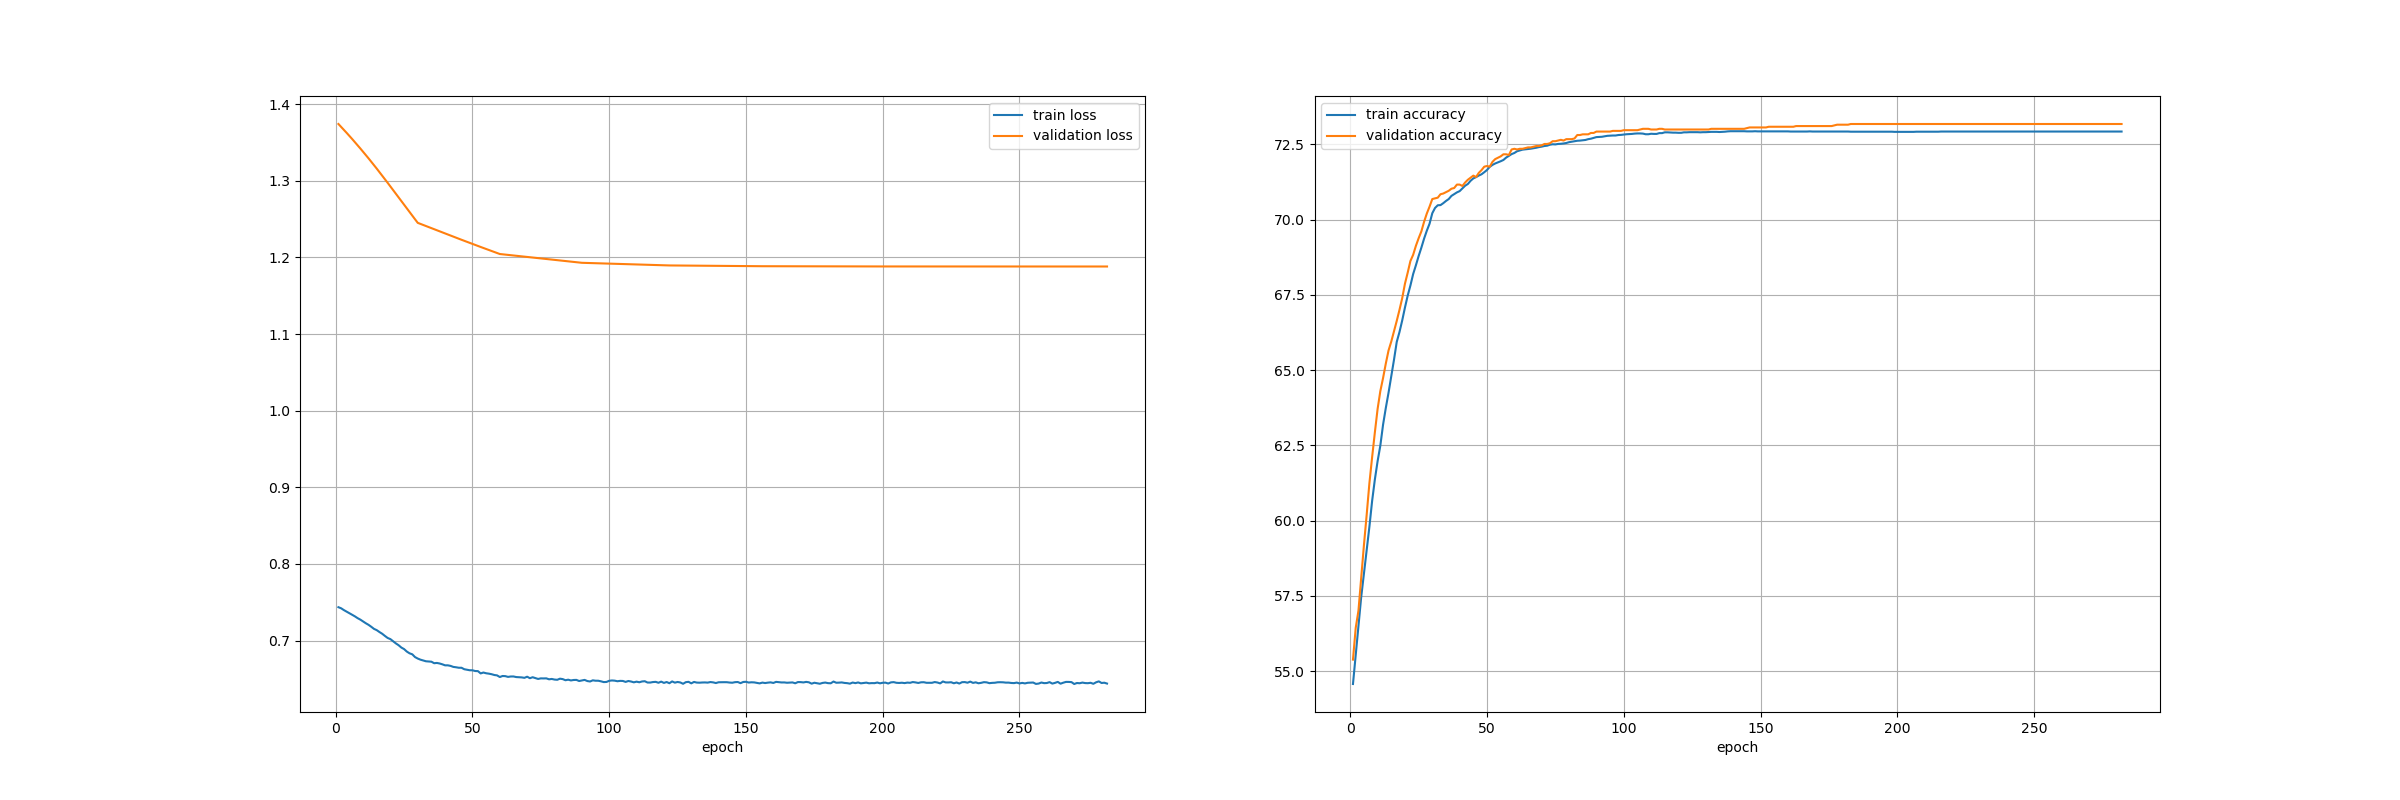 1.4
1.3
1.2
1.1
1.0
0.9
0.8
0.7
0 50 100 150 200 250
epoch
train loss
validation loss
72.5
70.0
67.5
65.0
62.5
60.0
57.5
55.0
0 50 100 150 200 250
epoch
train accuracy
validation accuracy